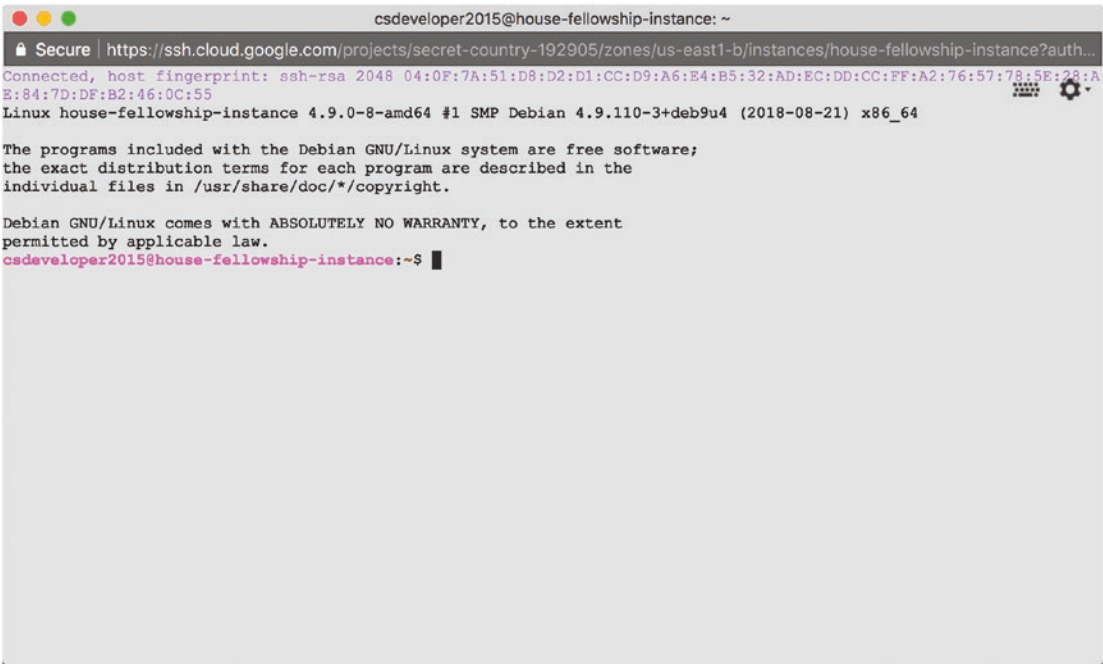 csdeveloper2015@house-fellowship-instance: ~
Secure | https://ssh.cloud.google.com/projects/secret-country-192905/zones/us-east1-b/instances/house-fellowship-instance?auth...
Connected, host fingerprint: ssh-rsa 2048 04:0F:7A:51:D8:D2:D1:CC:D9:A6:E4:B5:32:AD:EC:DD:CC:FF:A2:76:57:78:5E:28:A
E:84:7D:DF:B2:46:0C:55
Linux house-fellowship-instance 4.9.0-8-amd64 #1 SMP Debian 4.9.110-3+deb9u4 (2018-08-21) x86_64
The programs included with the Debian GNU/Linux system are free software;
the exact distribution terms for each program are described in the
individual files in /usr/share/doc/*/copyright.
Debian GNU/Linux comes with ABSOLUTELY NO WARRANTY, to the extent
permitted by applicable law.
csdeveloper2015@house-fellowship-instance:~$